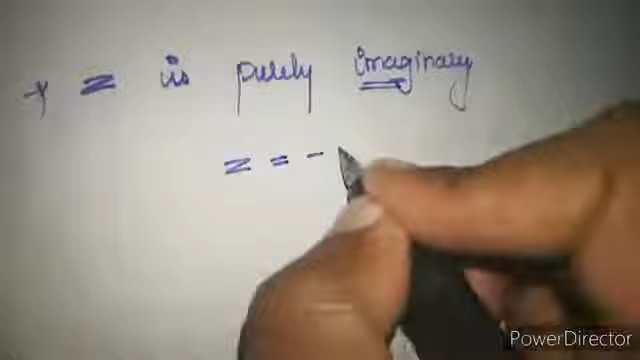 * z is purely imaginary
z = -
PowerDirector